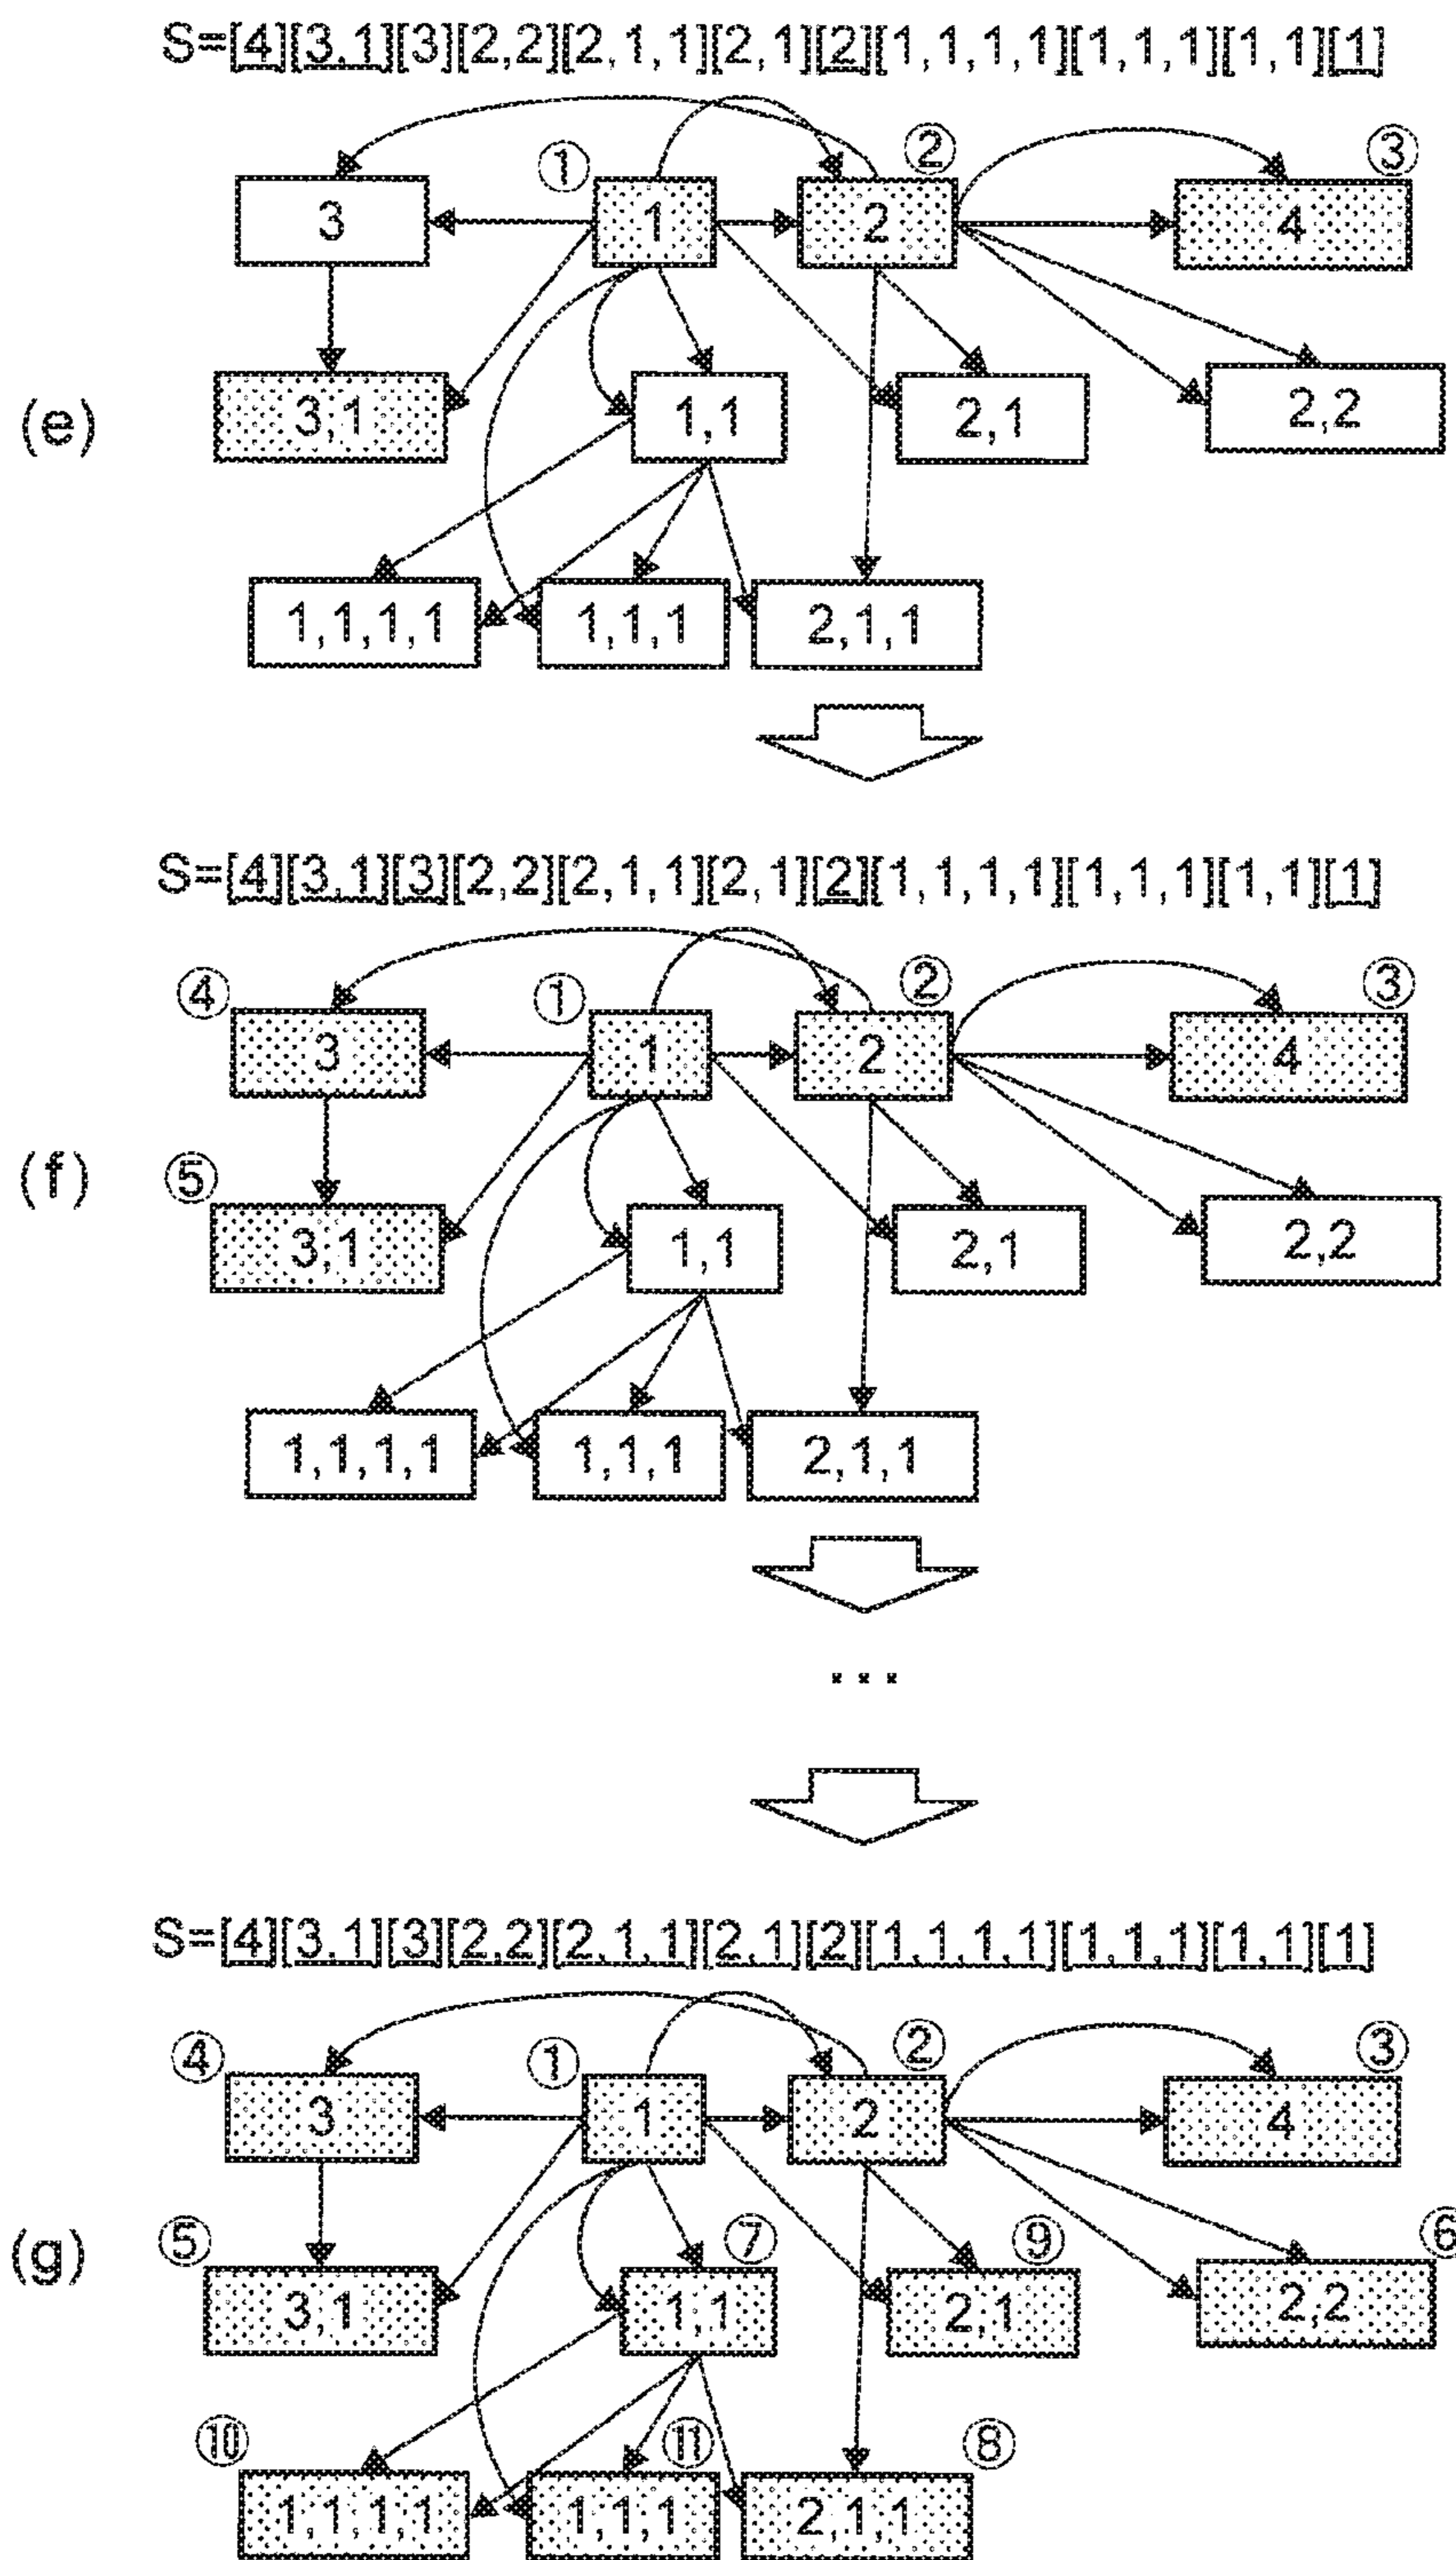 S=[4][3,1][3][2,2][2,1,1][2,1][2][1,1,1,1][1,1,1][1,1][1]
① ② ③
3 1 2 4
(e)
3,1 1,1 2,1 2,2
1,1,1,1 1,1,1 2,1,1
S=[4][3,1][3][2,2][2,1,1][2,1][2][1,1,1,1][1,1,1][1,1][1]
④ ① ② ③
3 1 2 4
(f)
⑤
3,1 1,1 2,1 2,2
1,1,1,1 1,1,1 2,1,1
...
S=[4][3,1][3][2,2][2,1,1][2,1][2][1,1,1,1][1,1,1][1,1][1]
④ ① ② ③
3 1 2 4
(g)
⑤ ⑦ ⑨ ⑥
3,1 1,1 2,1 2,2
⑩ ⑪ ⑧
1,1,1,1 1,1,1 2,1,1